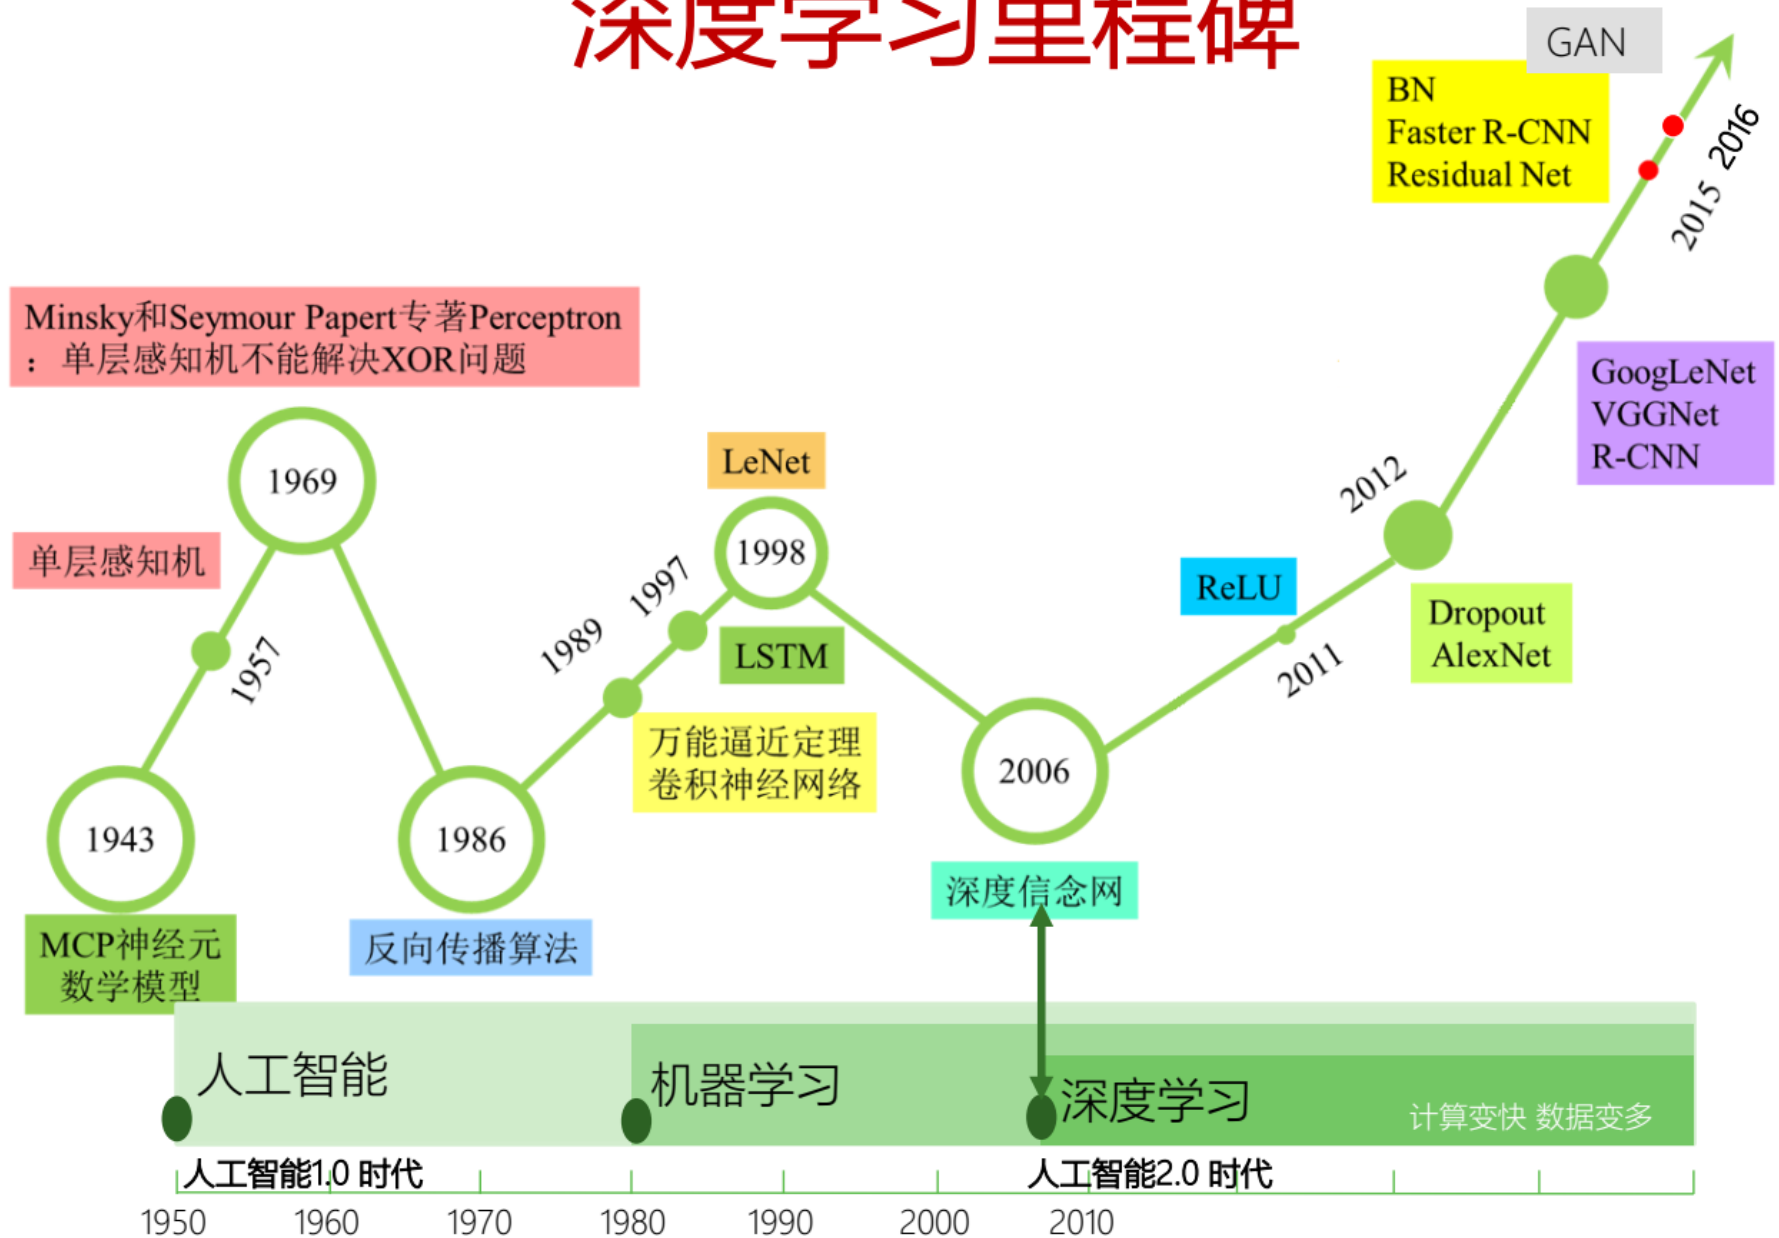 深度学习里程碑
GAN
BN
Faster R-CNN
Residual Net
2016
2015
Minsky和Seymour Papert专著Perceptron
：单层感知机不能解决XOR问题
GoogLeNet
VGGNet
R-CNN
1969
LeNet
2012
1998
单层感知机
1997
ReLU
1989
LSTM
Dropout
AlexNet
1957
2011
万能逼近定理
卷积神经网络
2006
1943
1986
深度信念网
MCP神经元
数学模型
反向传播算法
人工智能
机器学习
深度学习
计算变快 数据变多
人工智能1.0 时代
人工智能2.0 时代
1950 1960 1970 1980 1990 2000 2010